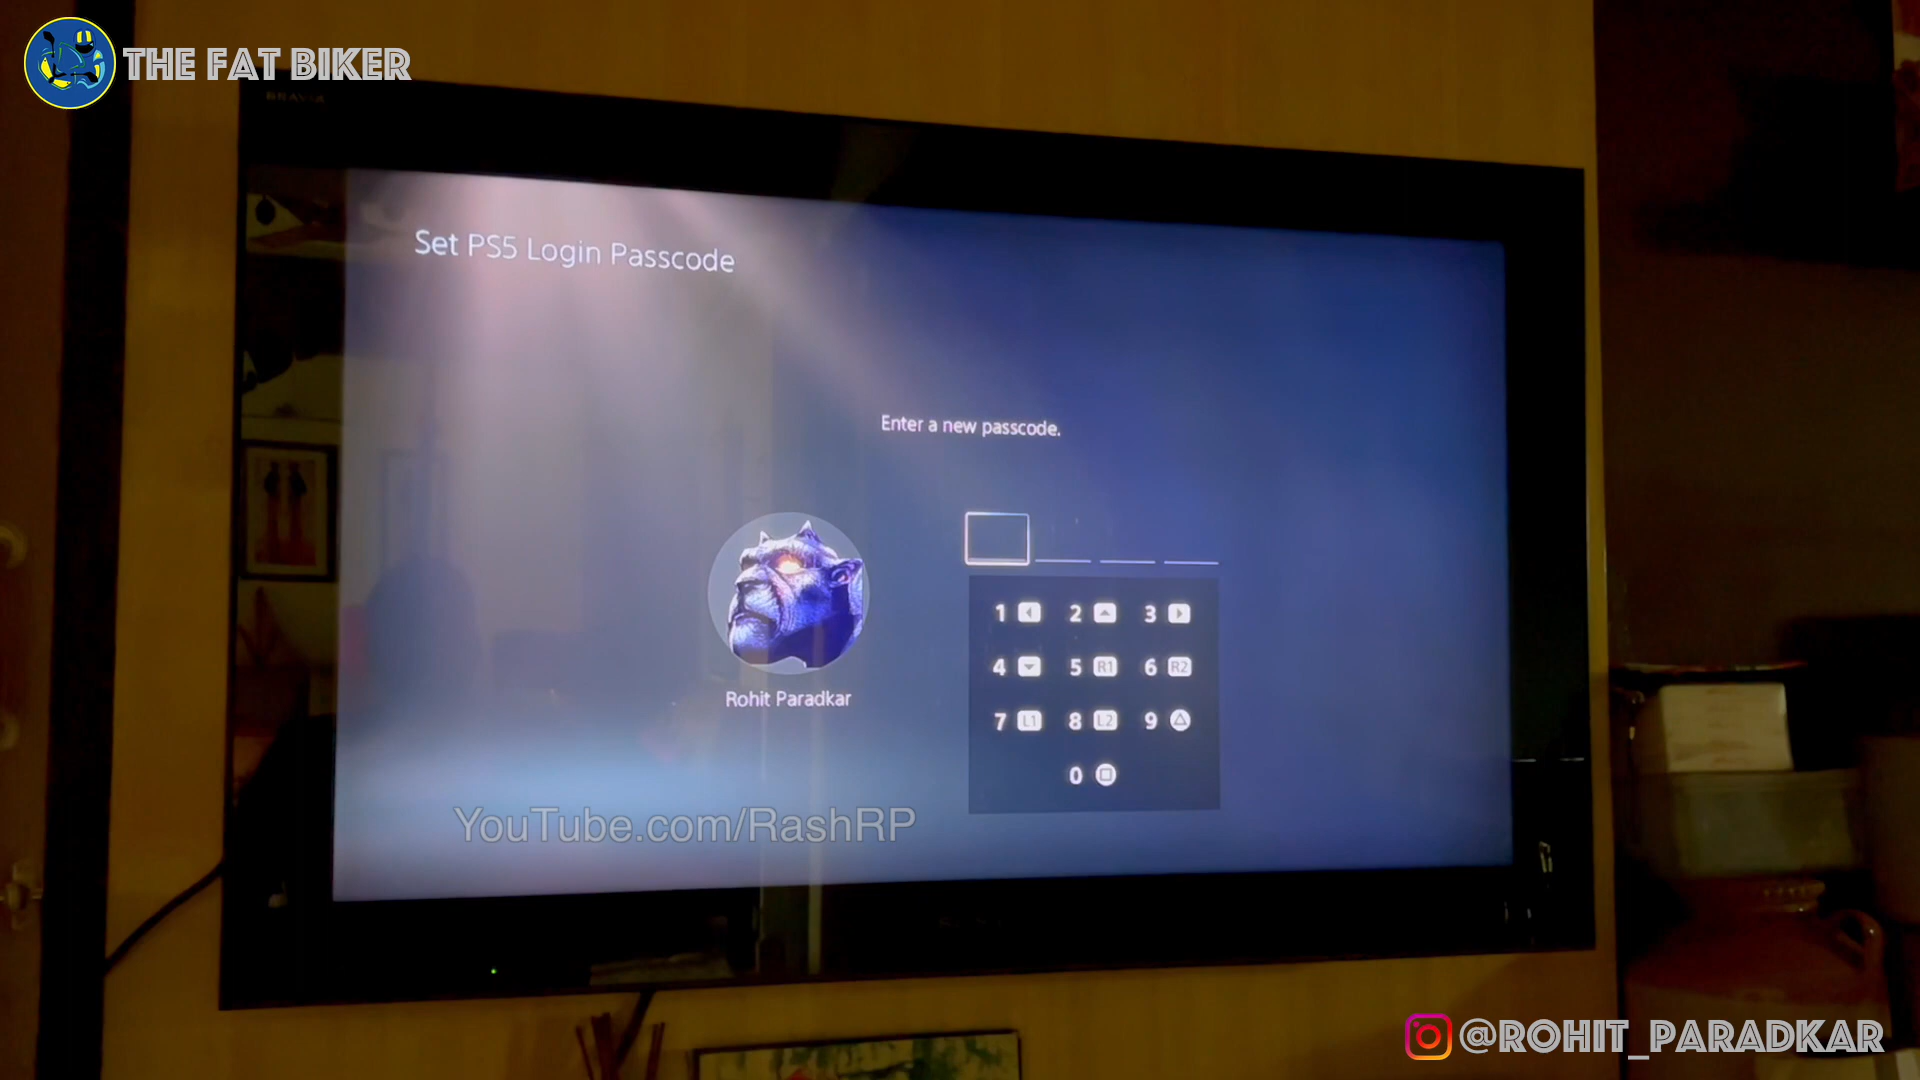 THE FAT BIKER
BRAVIA
Set PS5 Login Passcode
Enter a new passcode.
Rohit Paradkar
1 2 3
4 5 R1 6 R2
7 L1 8 L2 9
0
YouTube.com/RashRP
@ROHIT_PARADKAR